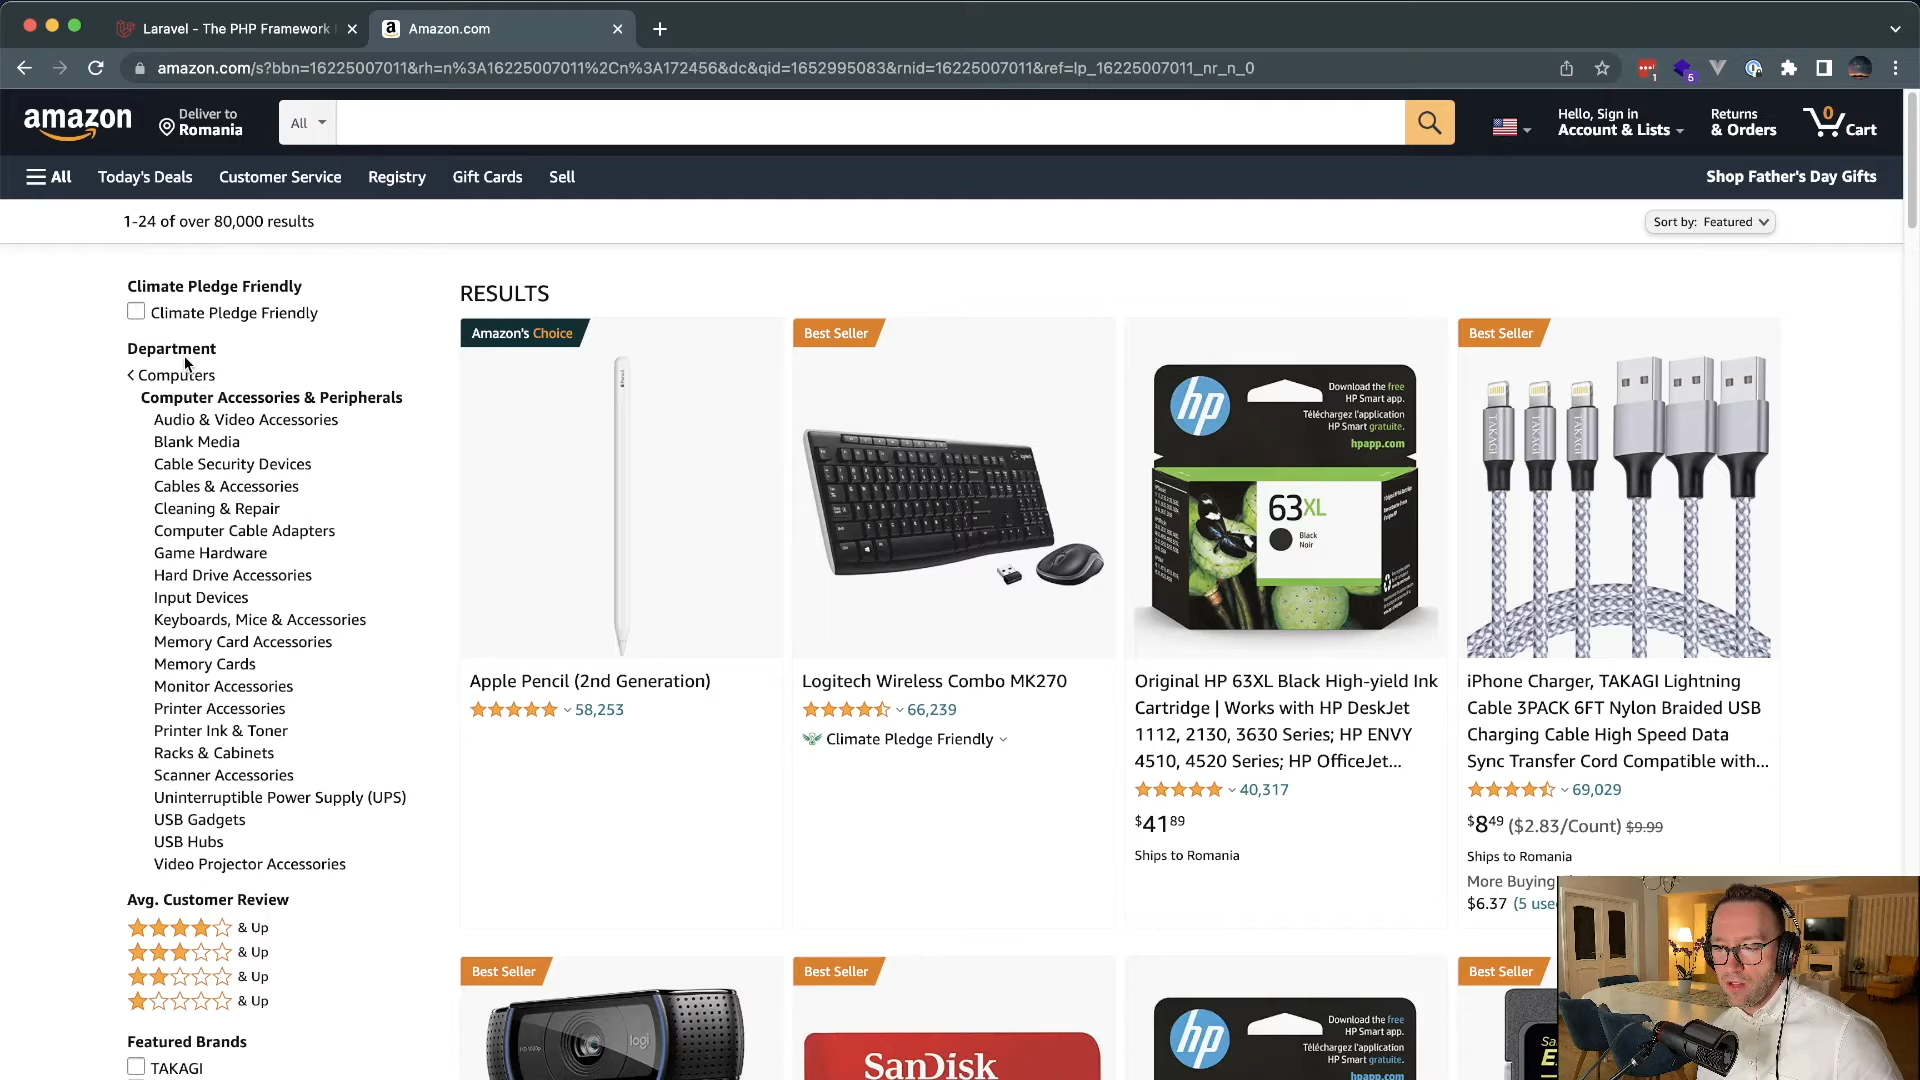 Laravel - The PHP Framework
Amazon.com
amazon.com/s?bbn=16225007011&rh=n%3A16225007011%2Cn%3A172456&dc&qid=1652995083&rnid=16225007011&ref=lp_16225007011_nr_n_0
1
5
amazon
Deliver to
Romania
All
Hello, Sign in
Account & Lists
Returns
& Orders
0
Cart
All
Today's Deals
Customer Service
Registry
Gift Cards
Sell
Shop Father's Day Gifts
1-24 of over 80,000 results
Sort by: Featured
Climate Pledge Friendly
Climate Pledge Friendly
Department
Computers
Computer Accessories & Peripherals
Audio & Video Accessories
Blank Media
Cable Security Devices
Cables & Accessories
Cleaning & Repair
Computer Cable Adapters
Game Hardware
Hard Drive Accessories
Input Devices
Keyboards, Mice & Accessories
Memory Card Accessories
Memory Cards
Monitor Accessories
Printer Accessories
Printer Ink & Toner
Racks & Cabinets
Scanner Accessories
Uninterruptible Power Supply (UPS)
USB Gadgets
USB Hubs
Video Projector Accessories
Avg. Customer Review
& Up
& Up
& Up
& Up
Featured Brands
TAKAGI
RESULTS
Amazon's Choice
Apple Pencil (2nd Generation)
58,253
Best Seller
Logitech Wireless Combo MK270
66,239
Climate Pledge Friendly
hp
Download the free
HP Smart app.
Téléchargez l'application
HP Smart gratuite.
hpapp.com
63XL
Black
Noir
Original HP 63XL Black High-yield Ink
Cartridge | Works with HP DeskJet
1112, 2130, 3630 Series; HP ENVY
4510, 4520 Series; HP OfficeJet...
40,317
$41 89
Ships to Romania
Best Seller
TAKAGI
TAKAGI
TAKAGI
iPhone Charger, TAKAGI Lightning
Cable 3PACK 6FT Nylon Braided USB
Charging Cable High Speed Data
Sync Transfer Cord Compatible with...
69,029
$8 49 ($2.83/Count) $9.99
Ships to Romania
More Buying
$6.37 (5 use
Best Seller
logi
Best Seller
SanDisk
hp
Download the free
HP Smart app.
Téléchargez l'application
HP Smart gratuite.
hpapp.com
Best Seller